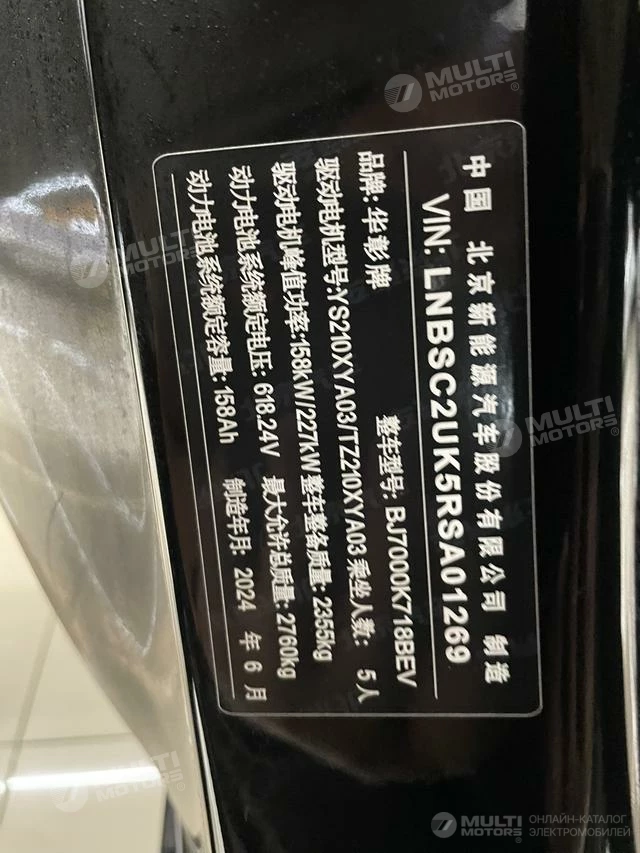 中国 北京新能源汽车股份有限公司 制造
VIN: LNBSC2UK5RSA01269
品牌: 华彰牌 整车型号: BJ7000K718BEV
驱动电机型号:YS210XYA03/TZ210XYA03 乘坐人数: 5人
驱动电机峰值功率:158kW/227kW 整车整备质量: 2355kg
动力电池系统额定电压: 618.24V 最大允许总质量: 2760kg
动力电池系统额定容量: 158Ah 制造年月: 2024 年 6 月
MULTI MOTORS®
MULTI MOTORS®
MULTI MOTORS
MULTI MOTORS
MULTI MOTORS® ОНЛАЙН-КАТАЛОГ
ЭЛЕКТРОМОБИЛЕЙ